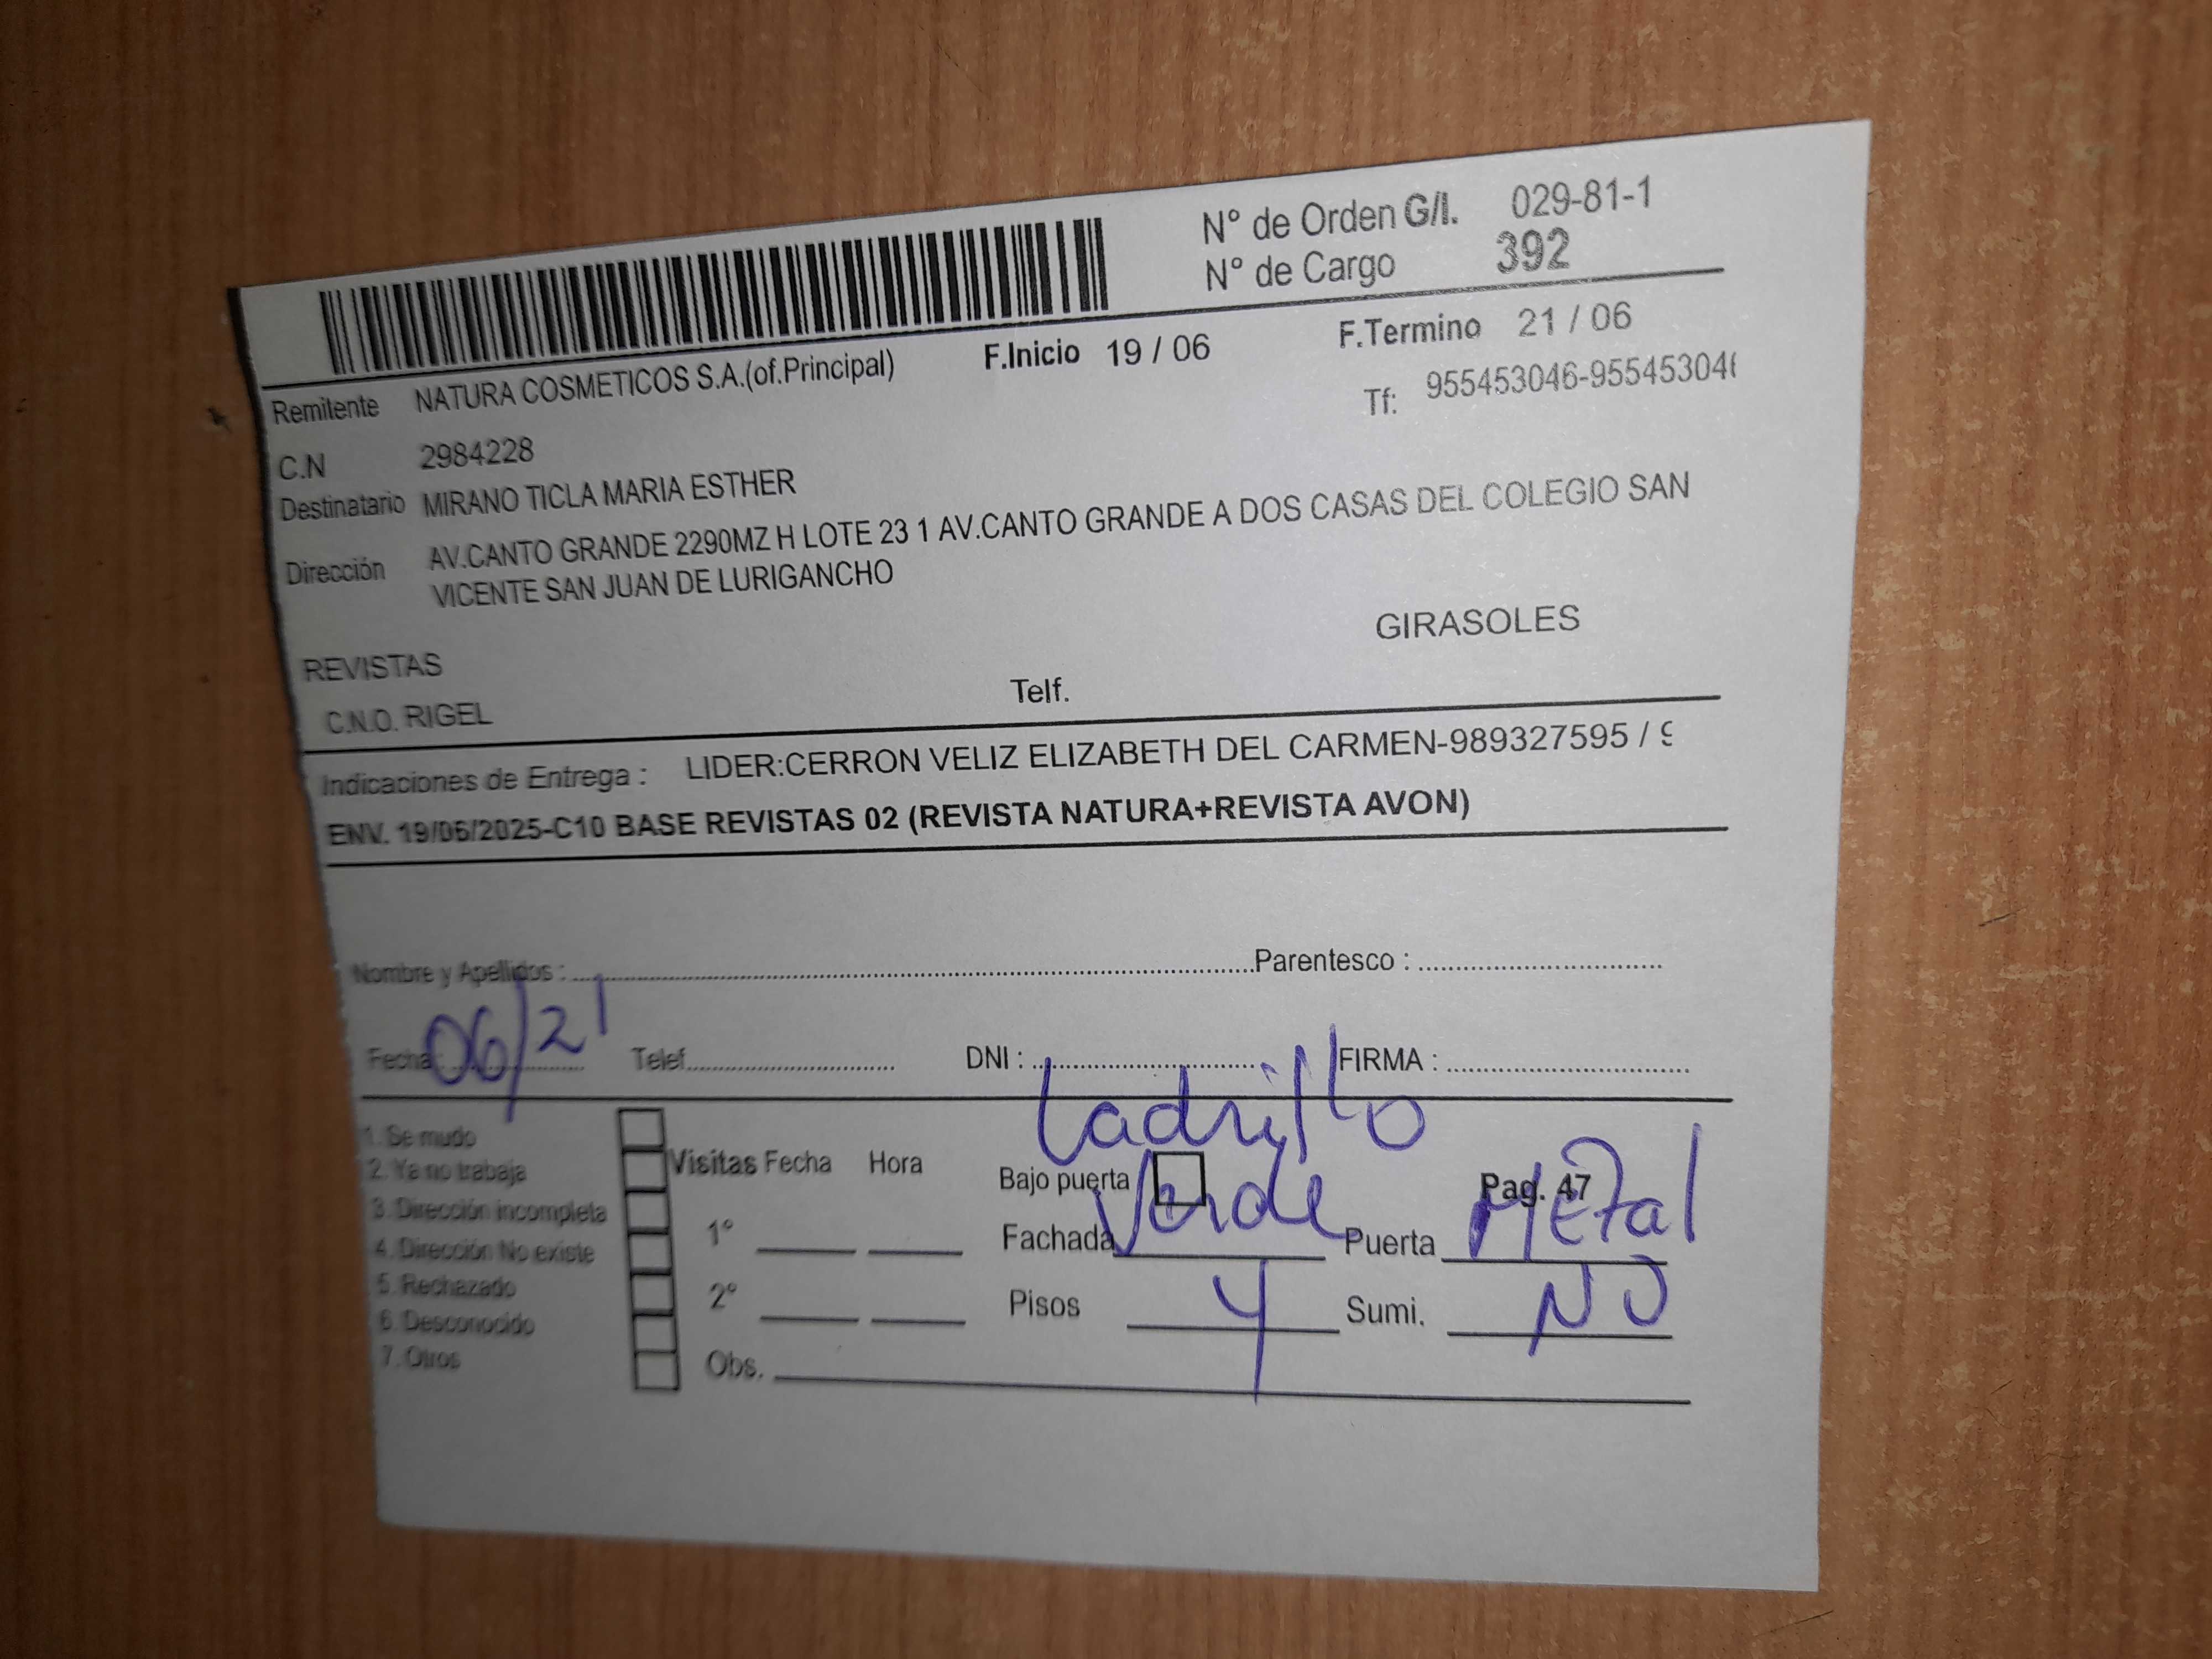 N° de Orden G/I. 029-81-1
N° de Cargo 392
F.Inicio 19 / 06 F.Termino 21 / 06
Remitente NATURA COSMETICOS S.A.(of.Principal)
Tf: 955453046-95545304
C.N 2984228
Destinatario MIRANO TICLA MARIA ESTHER
Dirección AV.CANTO GRANDE 2290MZ H LOTE 23 1 AV.CANTO GRANDE A DOS CASAS DEL COLEGIO SAN
VICENTE SAN JUAN DE LURIGANCHO
GIRASOLES
REVISTAS
C.N.O. RIGEL Telf.
Indicaciones de Entrega : LIDER:CERRON VELIZ ELIZABETH DEL CARMEN-989327595 / 9
ENV. 19/06/2025-C10 BASE REVISTAS 02 (REVISTA NATURA+REVISTA AVON)
Nombre y Apellidos : Parentesco :
Fecha: 06/21 Telef. DNI : FIRMA :
Ladrillo
1. Se mudo
2. Ya no trabaja
3. Dirección incompleta
4. Dirección No existe
5. Rechazado
6. Desconocido
7. Otros
Visitas Fecha Hora
1°
2°
Obs.
Bajo puerta Pag. 47
Fachada Verde Puerta Metal
Pisos 4 Sumi. NO